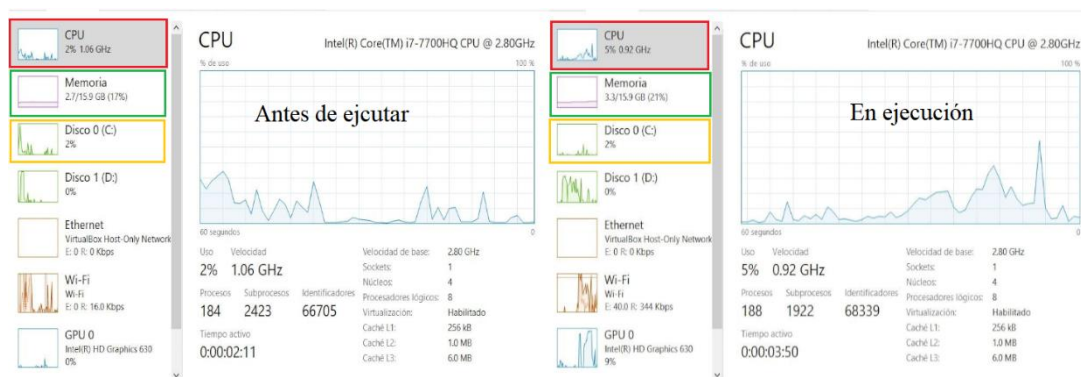 CPU
2% 1.06 GHz
Memoria
2.7/15.9 GB (17%)
Disco 0 (C:)
2%
Disco 1 (D:)
0%
Ethernet
VirtualBox Host-Only Network
E: 0 R: 0 Kbps
Wi-Fi
Wi-Fi
E: 0 R: 16.0 Kbps
GPU 0
Intel(R) HD Graphics 630
0%
CPU
Intel(R) Core(TM) i7-7700HQ CPU @ 2.80GHz
% de uso
100 %
Antes de ejcutar
60 segundos
0
Uso
Velocidad
2%
1.06 GHz
Procesos
Subprocesos
Identificadores
184
2423
66705
Tiempo activo
0:00:02:11
Velocidad de base:
2.80 GHz
Sockets:
1
Núcleos:
4
Procesadores lógicos:
8
Virtualización:
Habilitado
Caché L1:
256 kB
Caché L2:
1.0 MB
Caché L3:
6.0 MB
CPU
5% 0.92 GHz
Memoria
3.3/15.9 GB (21%)
Disco 0 (C:)
2%
Disco 1 (D:)
0%
Ethernet
VirtualBox Host-Only Network
E: 0 R: 0 Kbps
Wi-Fi
Wi-Fi
E: 40.0 R: 344 Kbps
GPU 0
Intel(R) HD Graphics 630
9%
CPU
Intel(R) Core(TM) i7-7700HQ CPU @ 2.80GHz
% de uso
100 %
En ejecución
60 segundos
0
Uso
Velocidad
5%
0.92 GHz
Procesos
Subprocesos
Identificadores
188
1922
68339
Tiempo activo
0:00:03:50
Velocidad de base:
2.80 GHz
Sockets:
1
Núcleos:
4
Procesadores lógicos:
8
Virtualización:
Habilitado
Caché L1:
256 kB
Caché L2:
1.0 MB
Caché L3:
6.0 MB